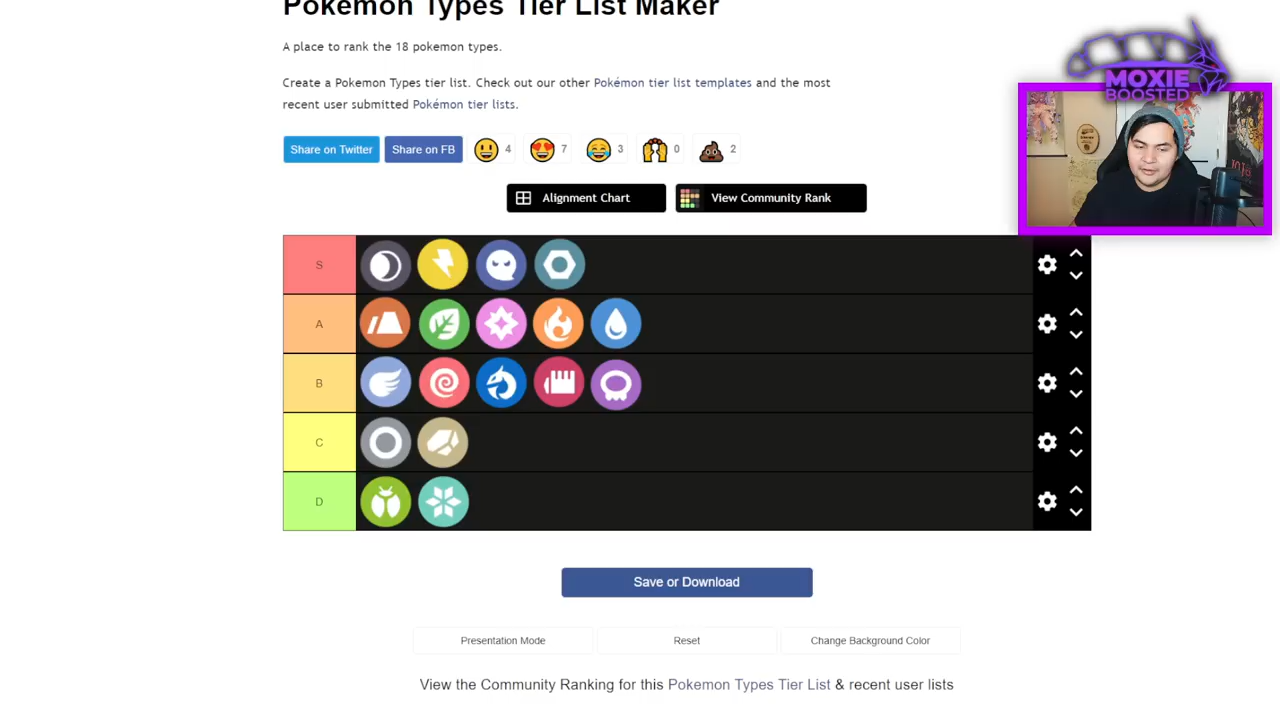 Pokemon Types Tier List Maker
A place to rank the 18 pokemon types.
Create a Pokemon Types tier list. Check out our other Pokémon tier list templates and the most
recent user submitted Pokémon tier lists.
Share on Twitter
Share on FB
4
7
3
0
2
Alignment Chart
View Community Rank
MOXIE
BOOSTED
S
A
B
C
D
Save or Download
Presentation Mode
Reset
Change Background Color
View the Community Ranking for this Pokemon Types Tier List & recent user lists